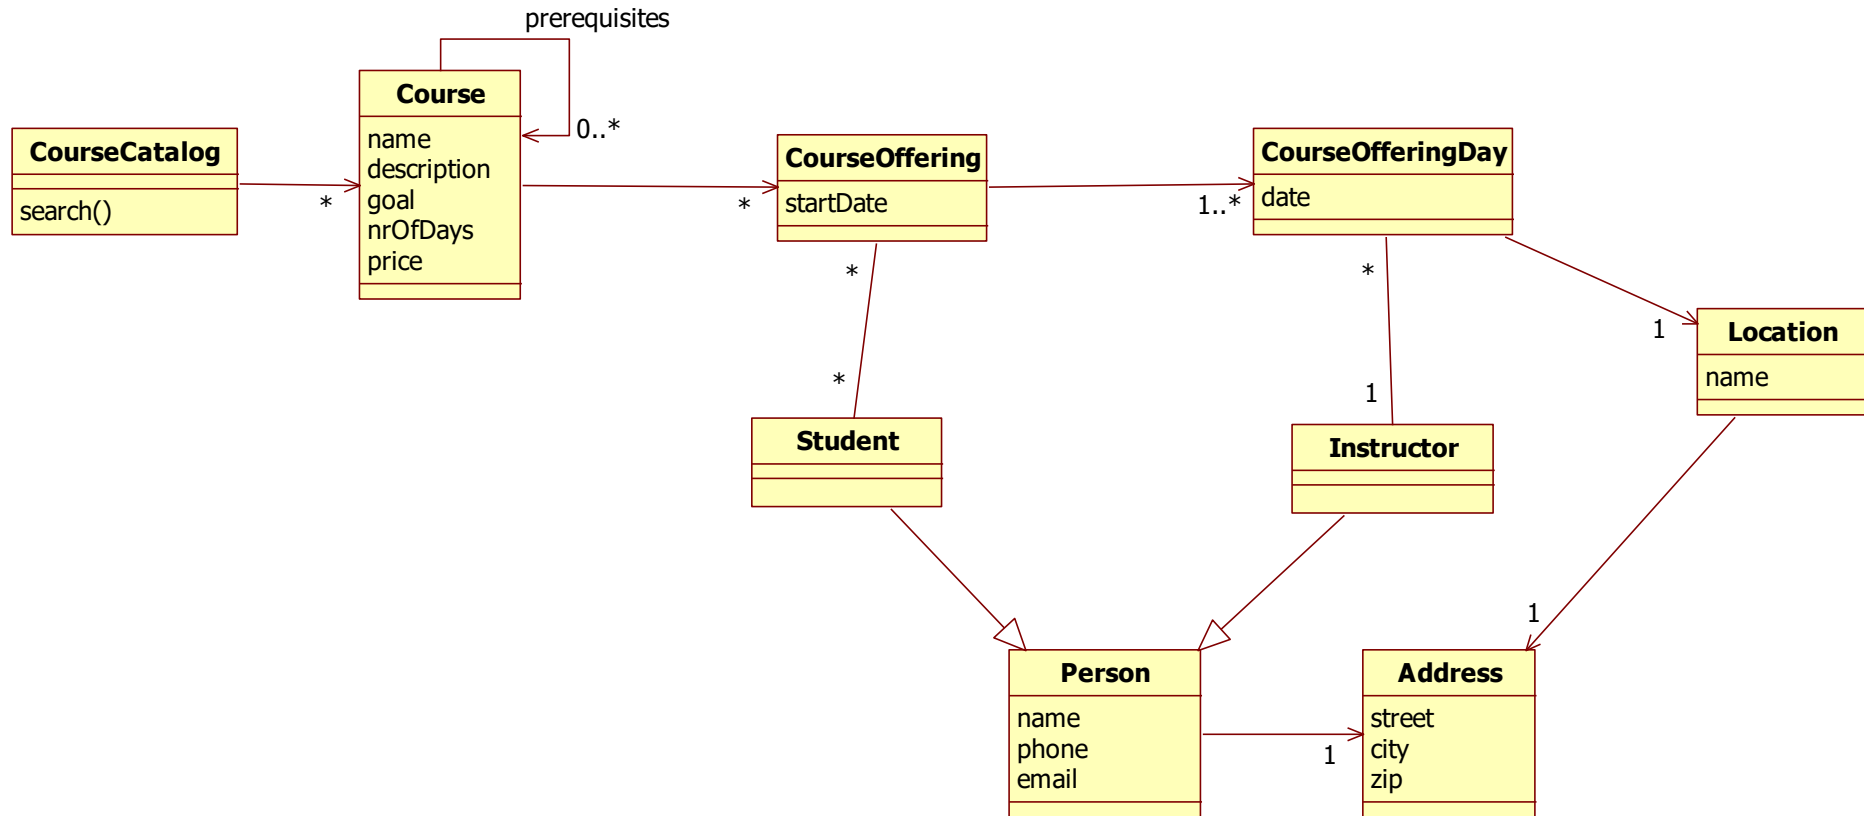 prerequisites
Course
name
description
goal
nrOfDays
price
0..*
CourseCatalog
search()
*
CourseOffering
startDate
*
CourseOfferingDay
date
1..*
*
*
Student
*
1
Instructor
1
Location
name
Person
name
phone
email
1
1
Address
street
city
zip